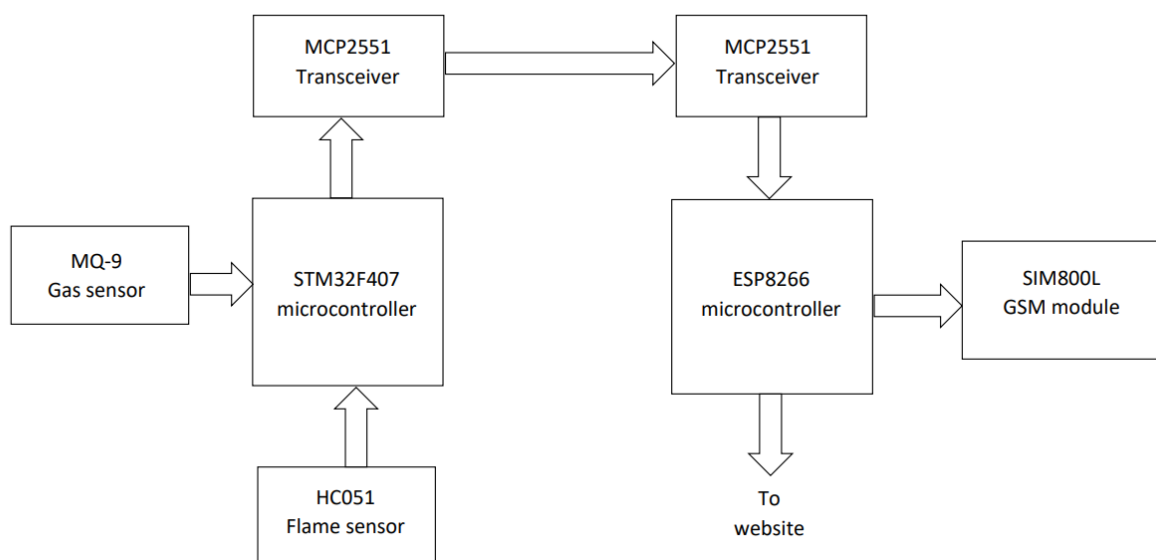 MCP2551
Transceiver
MCP2551
Transceiver
MQ-9
Gas sensor
STM32F407
microcontroller
ESP8266
microcontroller
SIM800L
GSM module
HC051
Flame sensor
To
website